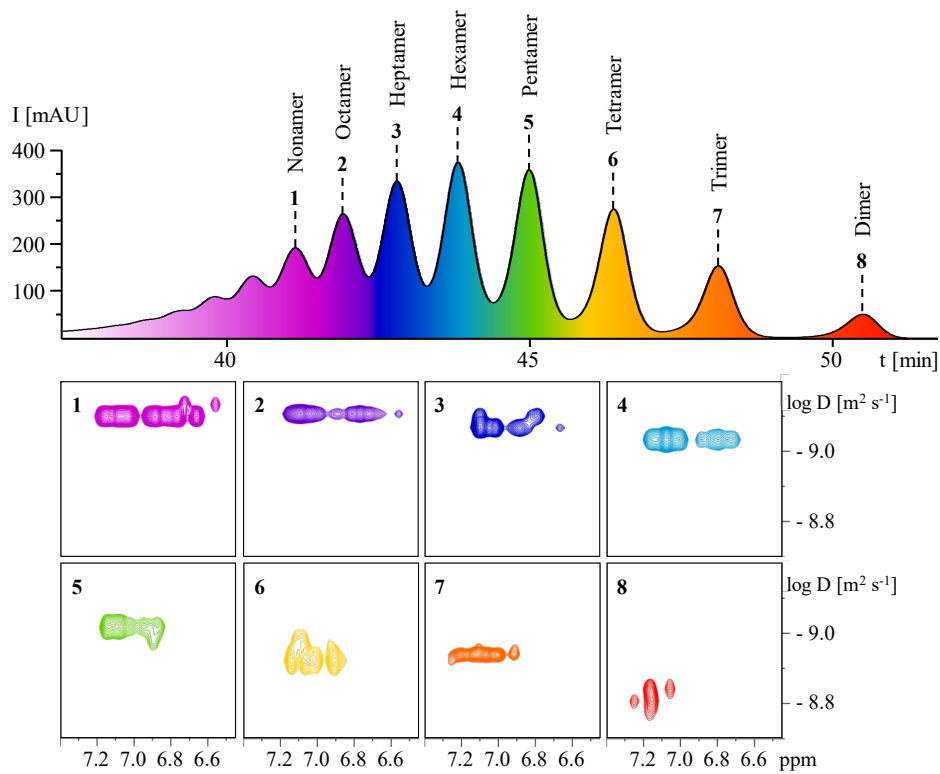 I [mAU]
400
300
200
100
1 Nonamer
2 Octamer
3 Heptamer
4 Hexamer
5 Pentamer
6 Tetramer
7 Trimer
8 Dimer
40 45 50 t [min]
1 2 3 4 log D [m² s⁻¹]
- 9.0
- 8.8
5 6 7 8 log D [m² s⁻¹]
- 9.0
- 8.8
7.2 7.0 6.8 6.6 7.2 7.0 6.8 6.6 7.2 7.0 6.8 6.6 7.2 7.0 6.8 6.6 ppm